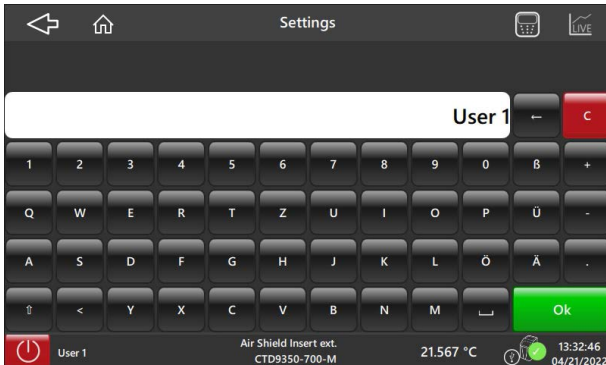 Settings
LIVE
User 1 ← C
1 2 3 4 5 6 7 8 9 0 ß +
Q W E R T Z U I O P Ü -
A S D F G H J K L Ö Ä .
⇧ < Y X C V B N M ⎵ Ok
User 1
Air Shield Insert ext.
CTD9350-700-M
21.567 °C
13:32:46
04/21/2022